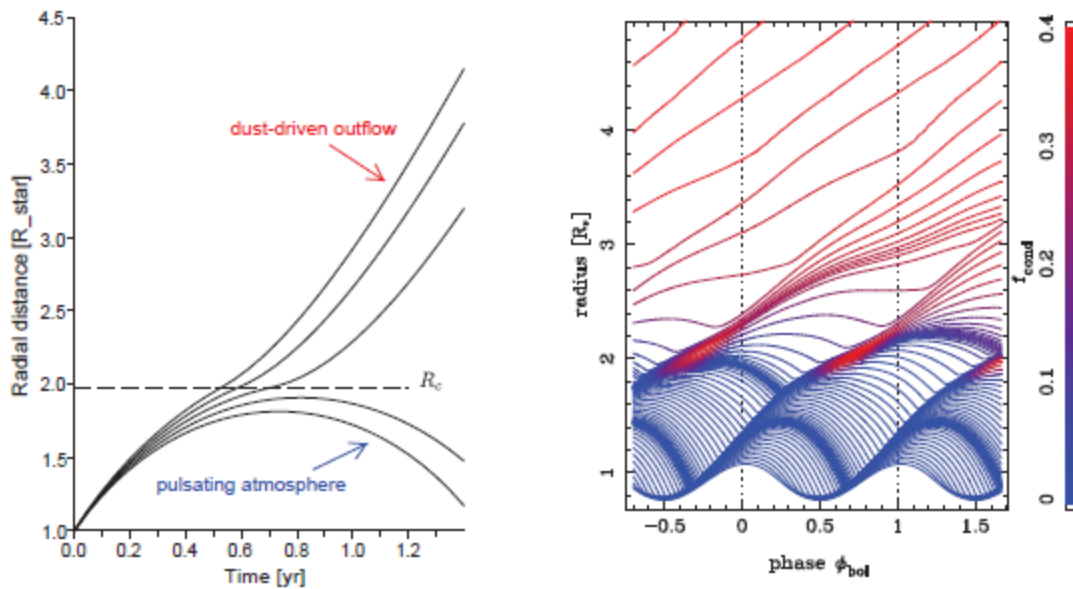 4.5
4.0
3.5
3.0
2.5
2.0
1.5
1.0
Radial distance [R_star]
dust-driven outflow
R_c
pulsating atmosphere
0.0 0.2 0.4 0.6 0.8 1.0 1.2
Time [yr]
4
3
2
1
radius [R_*]
−0.5 0 0.5 1 1.5
phase ϕ_bol
0.4
0.3
0.2
0.1
0
f_cond